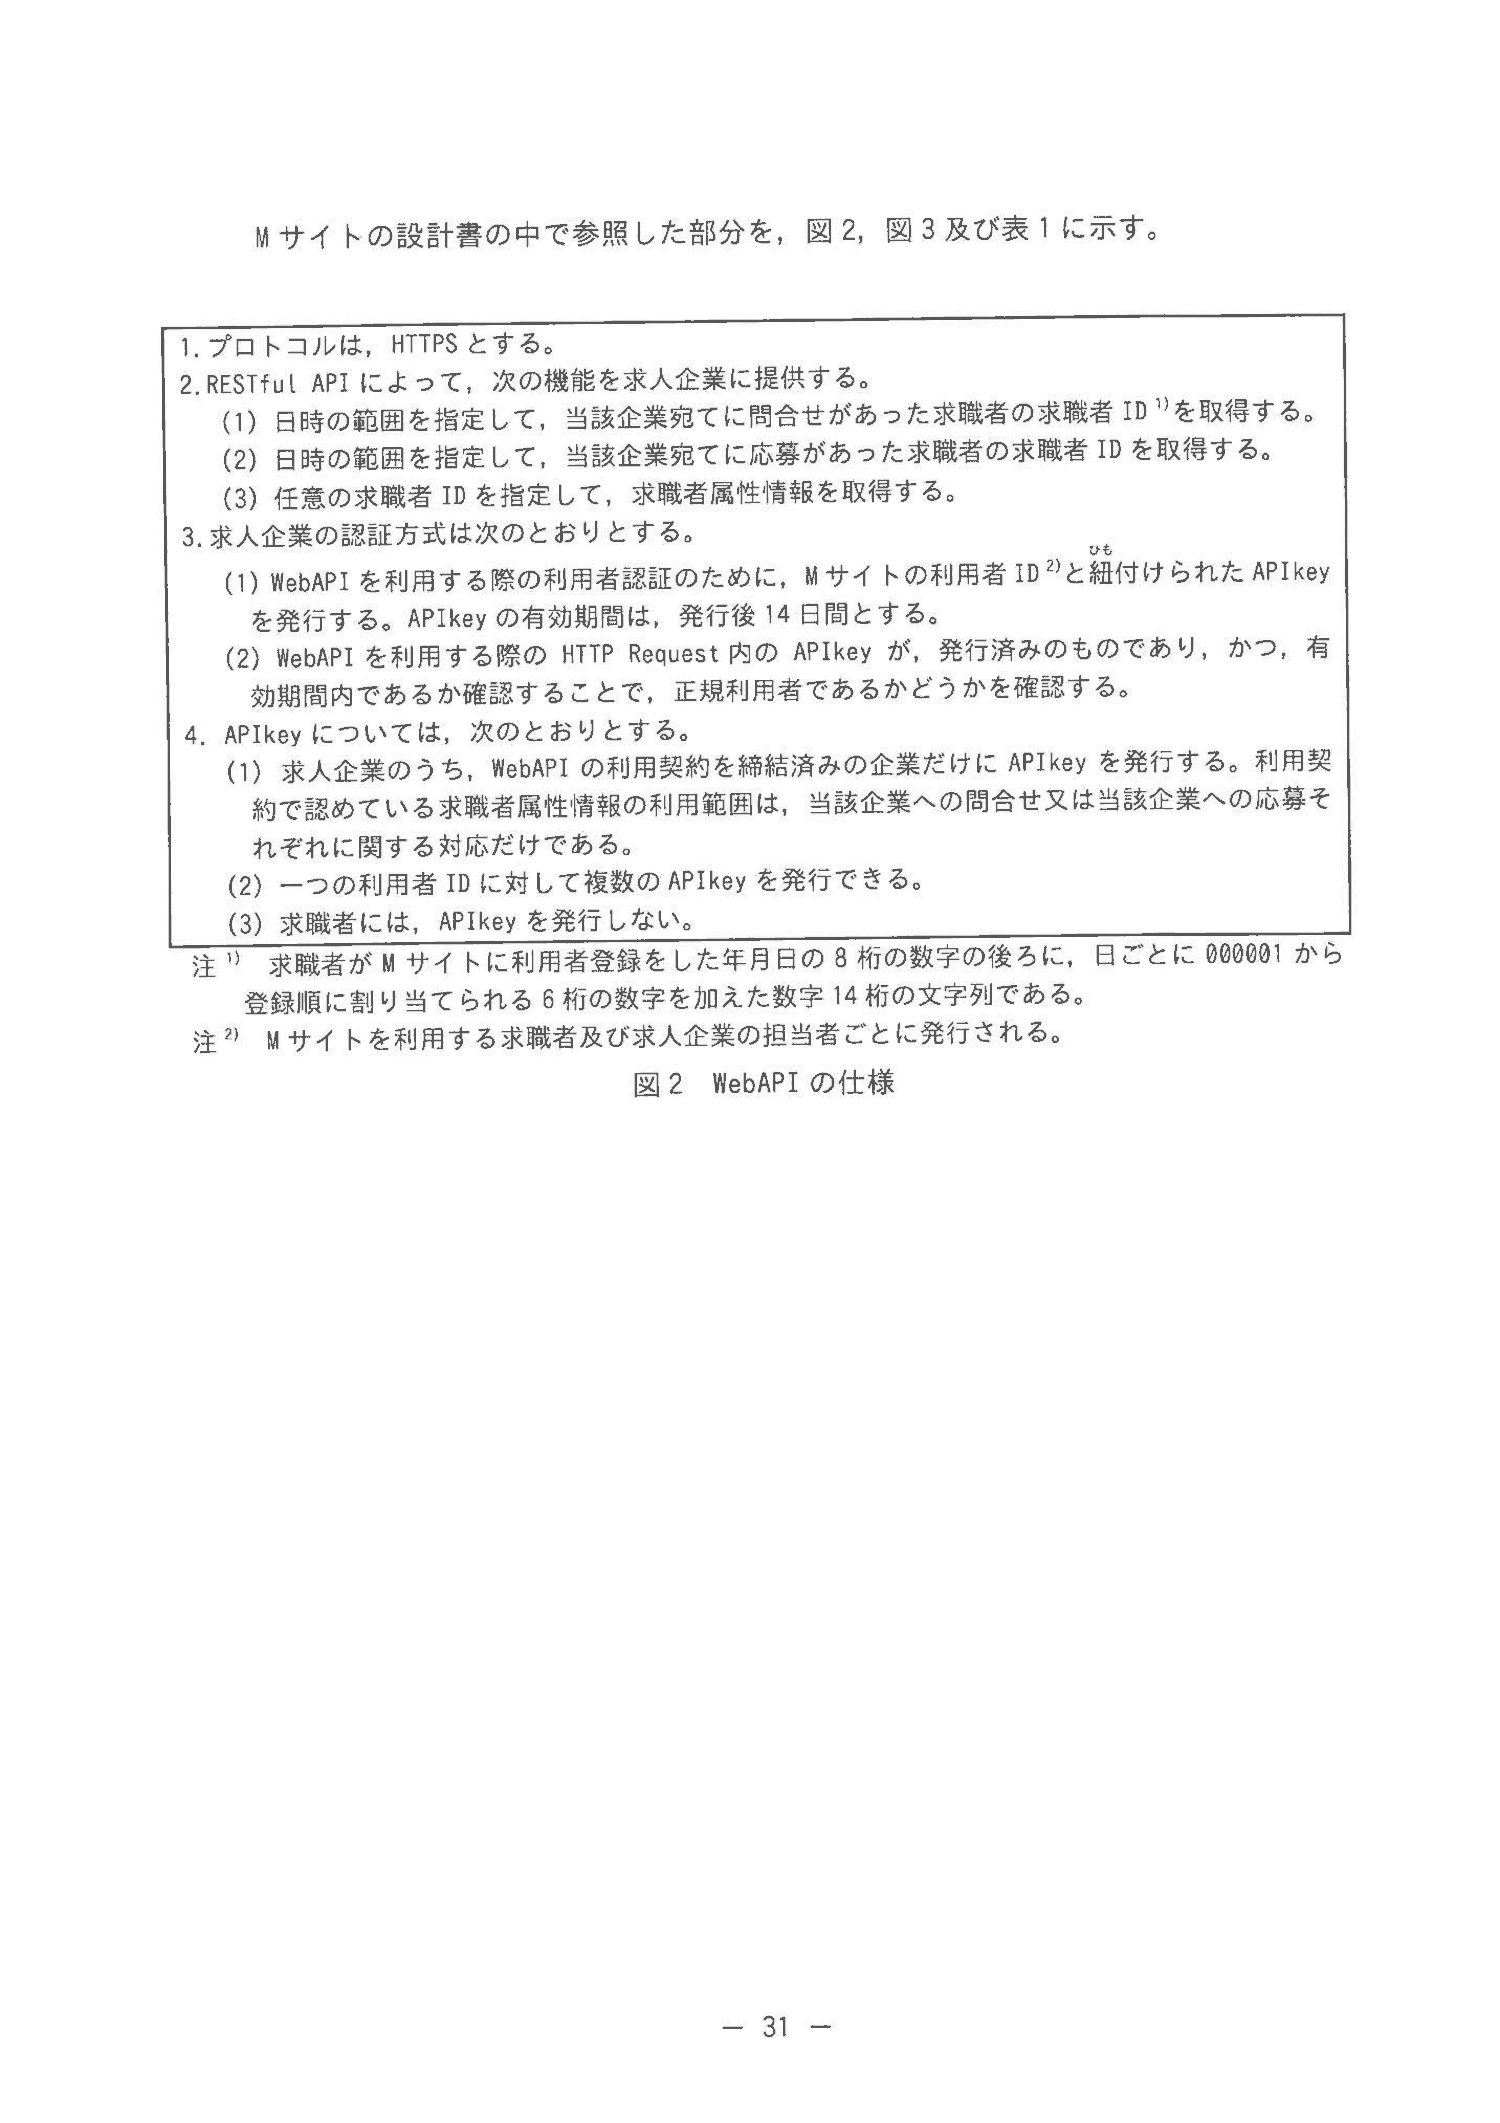 Mサイトの設計書の中で参照した部分を，図2，図3及び表1に示す。
1.プロトコルは，HTTPSとする。
2.RESTful APIによって，次の機能を求人企業に提供する。
(1) 日時の範囲を指定して，当該企業宛てに問合せがあった求職者の求職者ID1)を取得する。
(2) 日時の範囲を指定して，当該企業宛てに応募があった求職者の求職者IDを取得する。
(3) 任意の求職者IDを指定して，求職者属性情報を取得する。
3.求人企業の認証方式は次のとおりとする。
ひも
(1) WebAPIを利用する際の利用者認証のために，Mサイトの利用者ID2)と紐付けられたAPIkey
を発行する。APIkeyの有効期間は，発行後14日間とする。
(2) WebAPIを利用する際の HTTP Request内の APIkey が，発行済みのものであり，かつ，有
効期間内であるか確認することで，正規利用者であるかどうかを確認する。
4. APIkeyについては，次のとおりとする。
(1) 求人企業のうち，WebAPI の利用契約を締結済みの企業だけに APIkey を発行する。利用契
約で認めている求職者属性情報の利用範囲は，当該企業への問合せ又は当該企業への応募そ
れぞれに関する対応だけである。
(2) 一つの利用者IDに対して複数のAPIkeyを発行できる。
(3) 求職者には，APIkeyを発行しない。
注1) 求職者がMサイトに利用者登録をした年月日の8桁の数字の後ろに，日ごとに000001から
登録順に割り当てられる6桁の数字を加えた数字14桁の文字列である。
注2) Mサイトを利用する求職者及び求人企業の担当者ごとに発行される。
図2 WebAPIの仕様
— 31 —